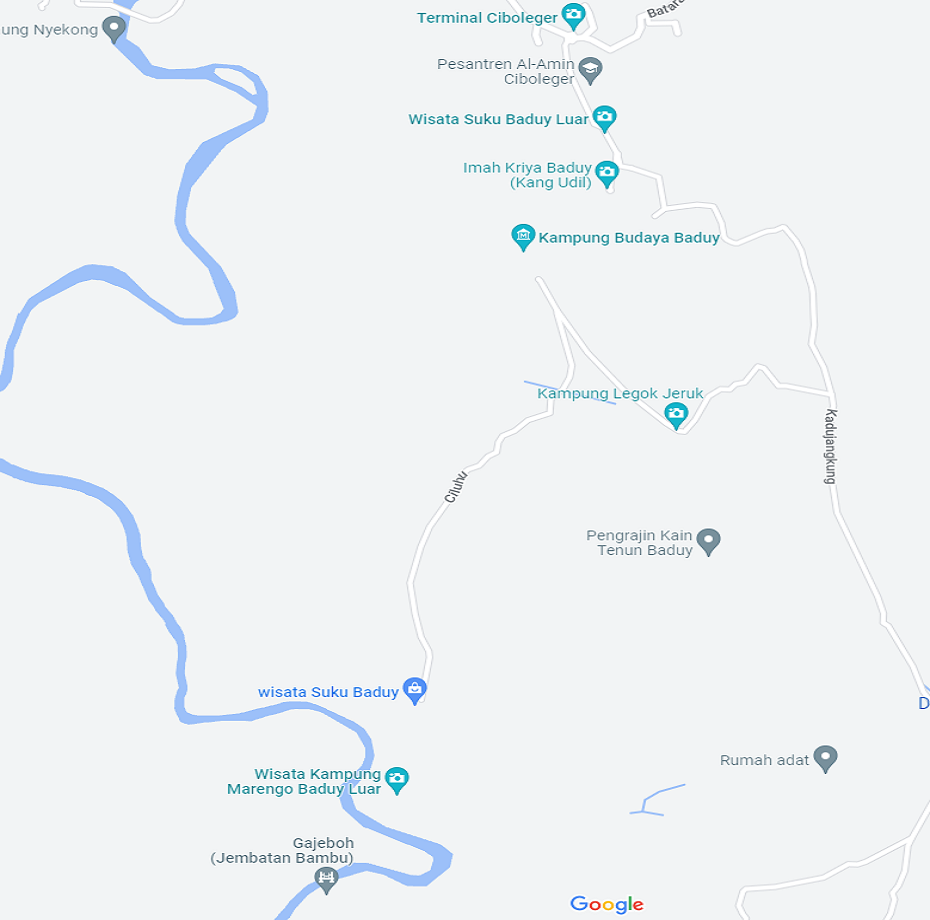 Terminal Ciboleger
Batara
ung Nyekong
Pesantren Al-Amin
Ciboleger
Wisata Suku Baduy Luar
Imah Kriya Baduy
(Kang Udil)
Kampung Budaya Baduy
Kampung Legok Jeruk
Kadujangkung
Ciluhu
Pengrajin Kain
Tenun Baduy
wisata Suku Baduy
D
Rumah adat
Wisata Kampung
Marengo Baduy Luar
Gajeboh
(Jembatan Bambu)
Google